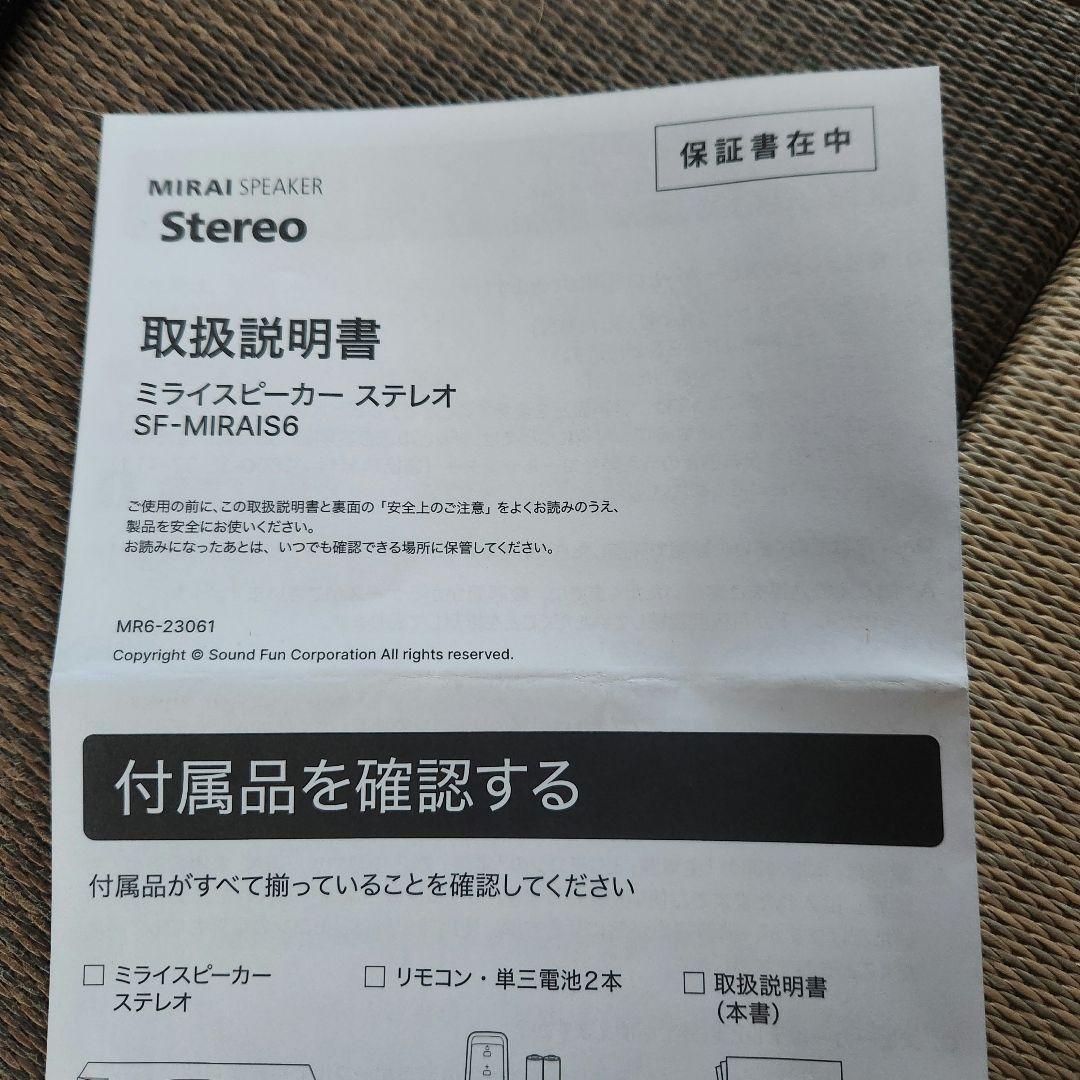 保証書在中
MIRAI SPEAKER
Stereo
取扱説明書
ミライスピーカー ステレオ
SF-MIRAIS6
ご使用の前に、この取扱説明書と裏面の「安全上のご注意」をよくお読みのうえ、
製品を安全にお使いください。
お読みになったあとは、いつでも確認できる場所に保管してください。
MR6-23061
Copyright © Sound Fun Corporation All rights reserved.
付属品を確認する
付属品がすべて揃っていることを確認してください
□ ミライスピーカー
ステレオ
□ リモコン・単三電池2本
□ 取扱説明書
（本書）